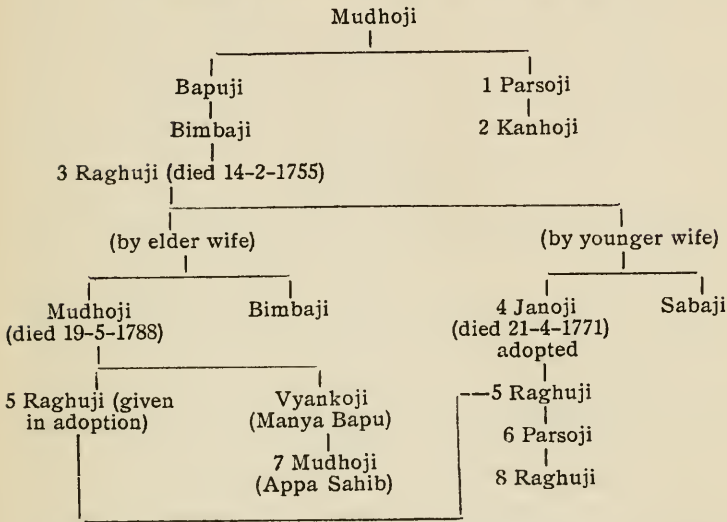 Mudhoji
Bapuji 1 Parsoji
Bimbaji 2 Kanhoji
3 Raghuji (died 14-2-1755)
(by elder wife) (by younger wife)
Mudhoji Bimbaji 4 Janoji Sabaji
(died 19-5-1788) (died 21-4-1771)
adopted
5 Raghuji (given Vyankoji 5 Raghuji
in adoption) (Manya Bapu) 6 Parsoji
7 Mudhoji 8 Raghuji
(Appa Sahib)